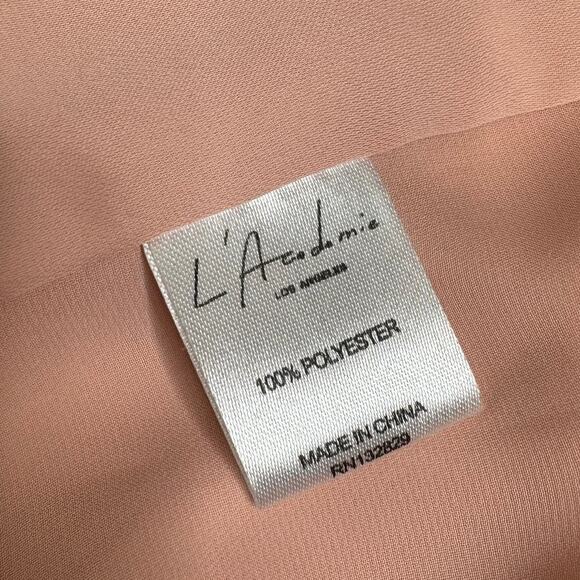 L'Academie
LOS ANGELES
100% POLYESTER
MADE IN CHINA
RN132829